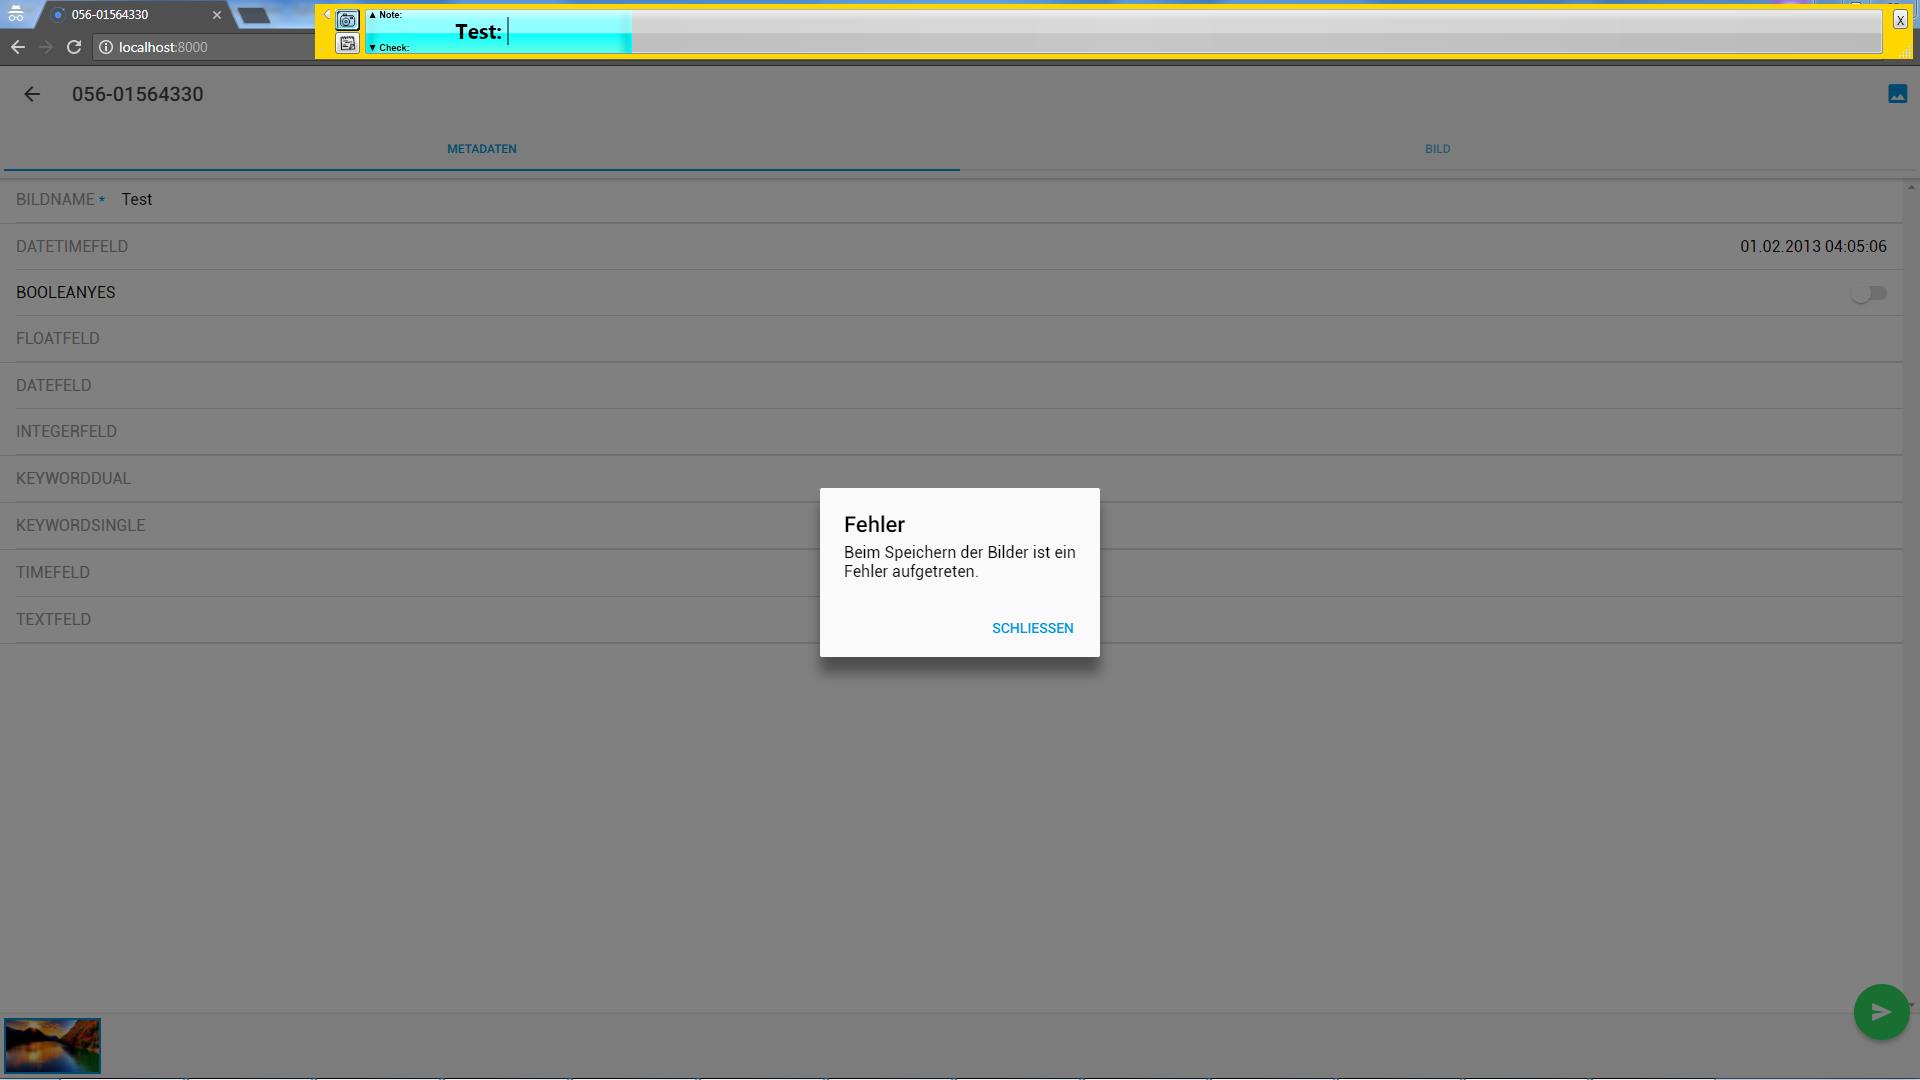 056-01564330
localhost:8000
▲ Note:
Test:
▼ Check:
X
056-01564330
METADATEN
BILD
BILDNAME * Test
DATETIMEFELD 01.02.2013 04:05:06
BOOLEANYES
FLOATFELD
DATEFELD
INTEGERFELD
KEYWORDDUAL
KEYWORDSINGLE
TIMEFELD
TEXTFELD
Fehler
Beim Speichern der Bilder ist ein
Fehler aufgetreten.
SCHLIESSEN